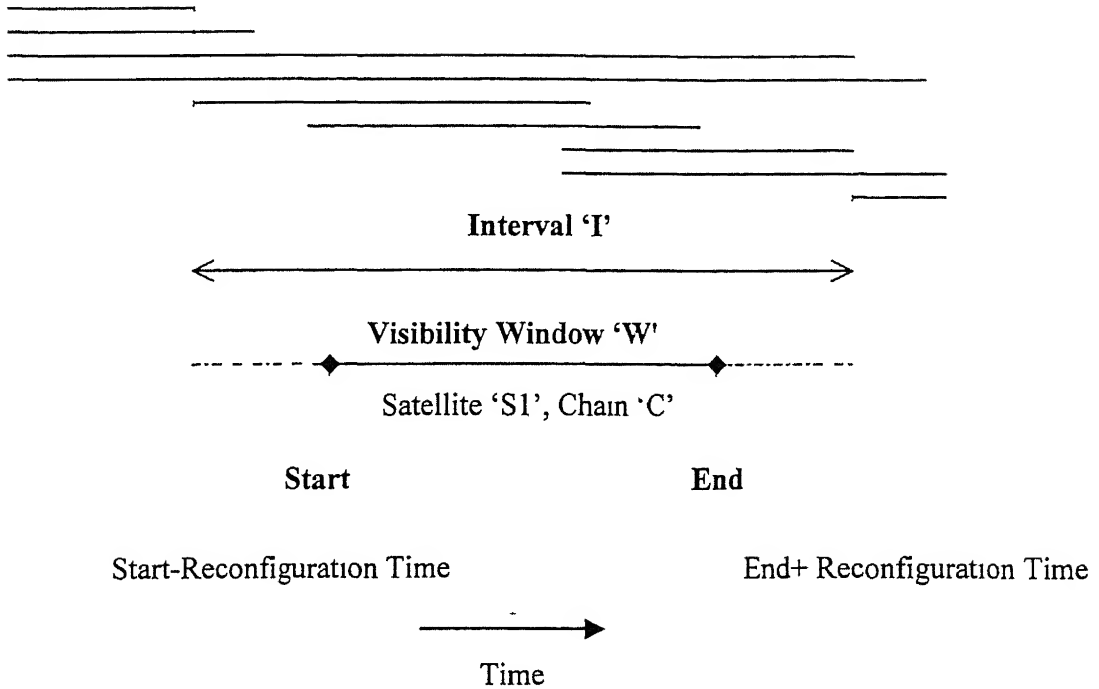 Interval ‘I’
Visibility Window ‘W'
Satellite ‘S1’, Chain ‘C’
Start End
Start-Reconfiguration Time End+ Reconfiguration Time
Time